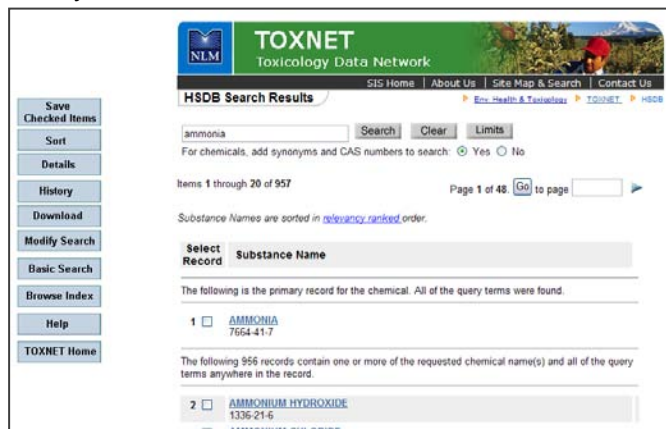 NLM
TOXNET
Toxicology Data Network
SIS Home | About Us | Site Map & Search | Contact Us
HSDB Search Results
Env. Health & Toxicology TOXNET HSDB
Save
Checked Items
Sort
Details
History
Download
Modify Search
Basic Search
Browse Index
Help
TOXNET Home
ammonia Search Clear Limits
For chemicals, add synonyms and CAS numbers to search: Yes No
Items 1 through 20 of 957
Page 1 of 48. Go to page
Substance Names are sorted in relevancy ranked order.
Select
Record
Substance Name
The following is the primary record for the chemical. All of the query terms were found.
1 AMMONIA
7664-41-7
The following 956 records contain one or more of the requested chemical name(s) and all of the query
terms anywhere in the record.
2 AMMONIUM HYDROXIDE
1336-21-6